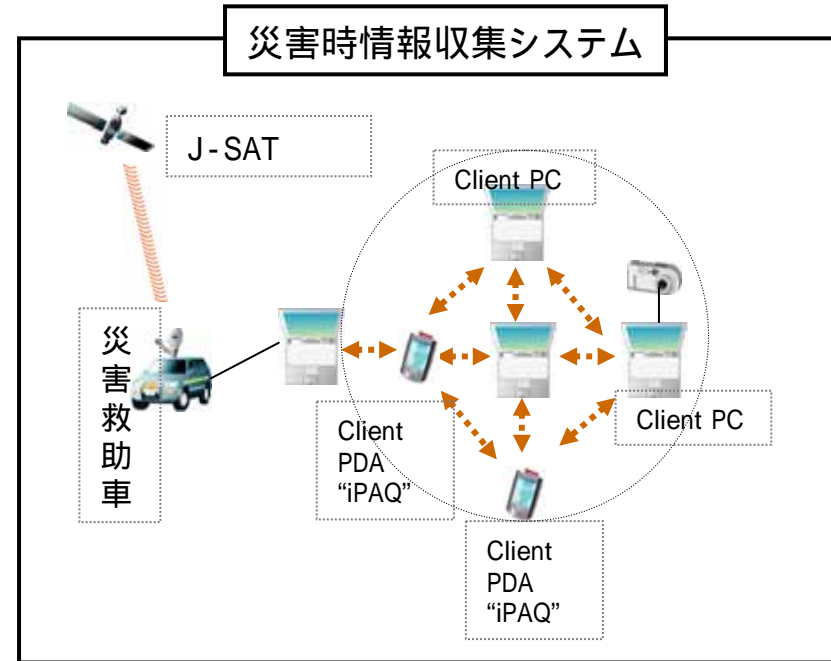 災害時情報収集システム
J-SAT
Client PC
災害救助車
Client
PDA
“iPAQ”
Client PC
Client
PDA
“iPAQ”